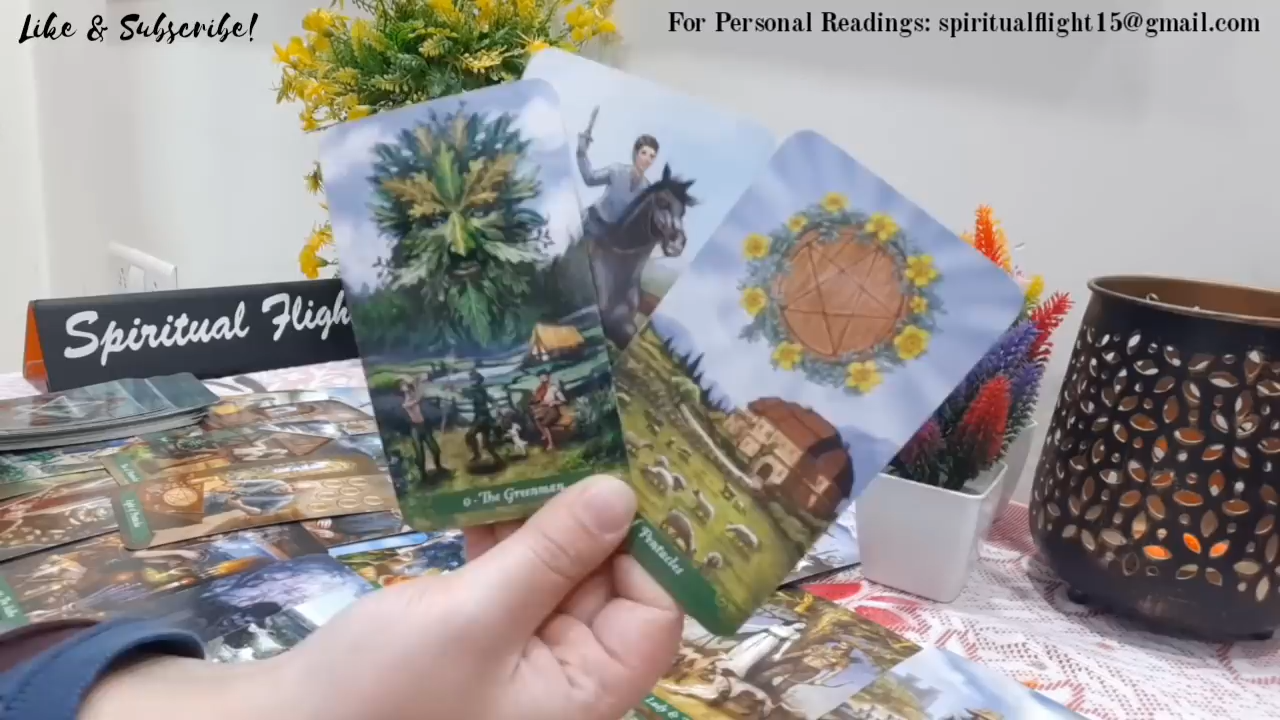 Like & Subscribe!
For Personal Readings: spiritualflight15@gmail.com
Spiritual Fligh
0 - The Greenman
Pentacles